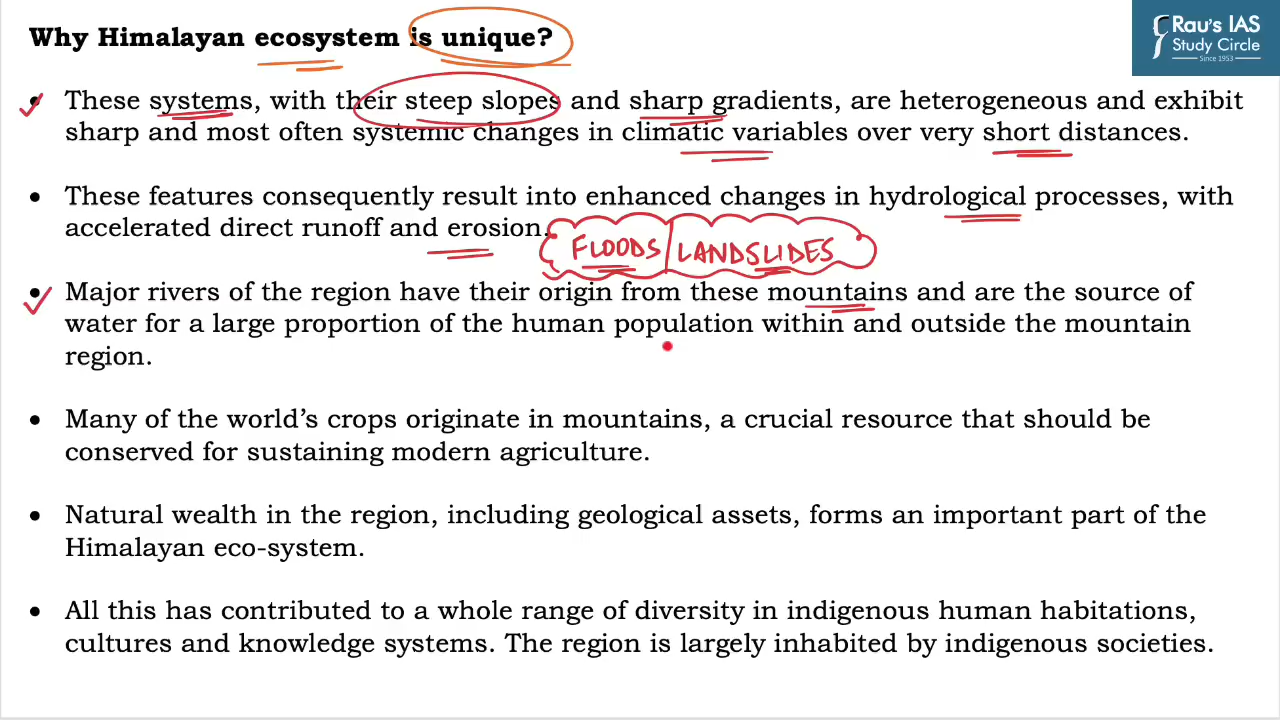 Why Himalayan ecosystem is unique?
Rau's IAS
Study Circle
Since 1953
• These systems, with their steep slopes and sharp gradients, are heterogeneous and exhibit
sharp and most often systemic changes in climatic variables over very short distances.
• These features consequently result into enhanced changes in hydrological processes, with
accelerated direct runoff and erosion.
FLOODS | LANDSLIDES
• Major rivers of the region have their origin from these mountains and are the source of
water for a large proportion of the human population within and outside the mountain
region.
• Many of the world's crops originate in mountains, a crucial resource that should be
conserved for sustaining modern agriculture.
• Natural wealth in the region, including geological assets, forms an important part of the
Himalayan eco-system.
• All this has contributed to a whole range of diversity in indigenous human habitations,
cultures and knowledge systems. The region is largely inhabited by indigenous societies.